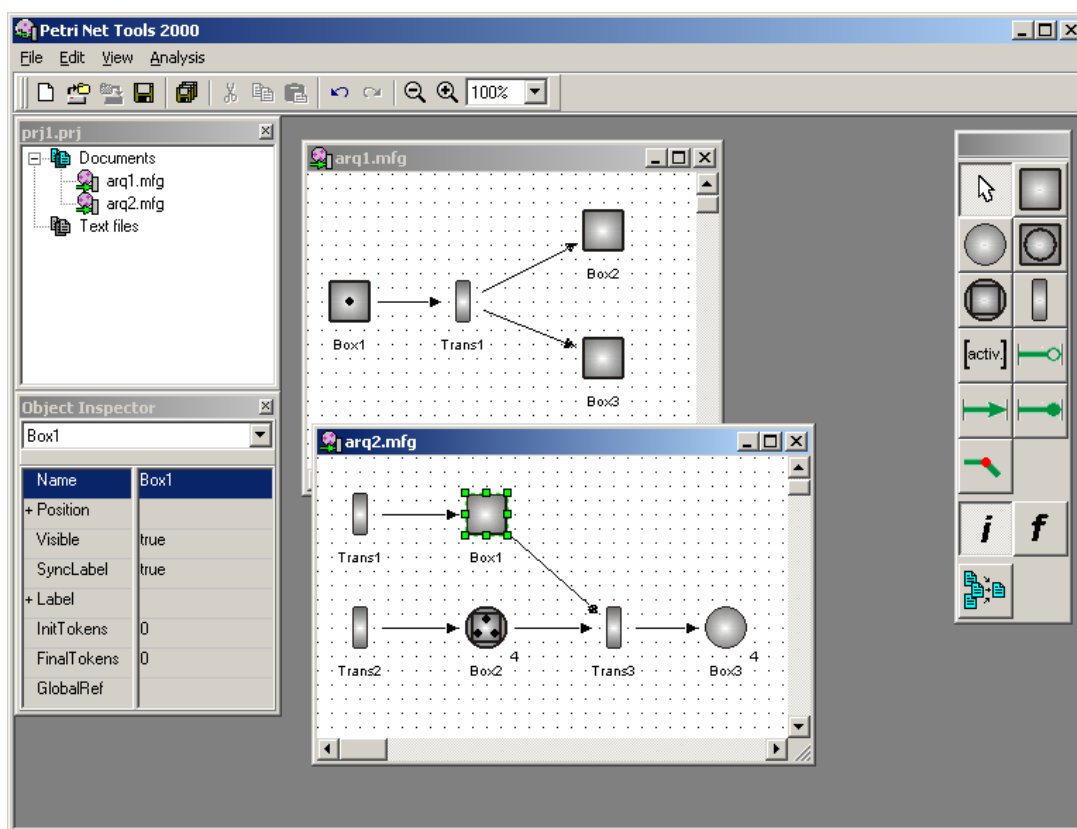 Petri Net Tools 2000
File Edit View Analysis
100%
prj1.prj
Documents
arq1.mfg
arq2.mfg
Text files
arq1.mfg
Box2
Box1
Trans1
Box3
Object Inspector
Box1
Name Box1
+ Position
Visible true
SyncLabel true
+ Label
InitTokens 0
FinalTokens 0
GlobalRef
arq2.mfg
Trans1
Box1
4
4
Trans2
Box2
Trans3
Box3
[activ.]
i f